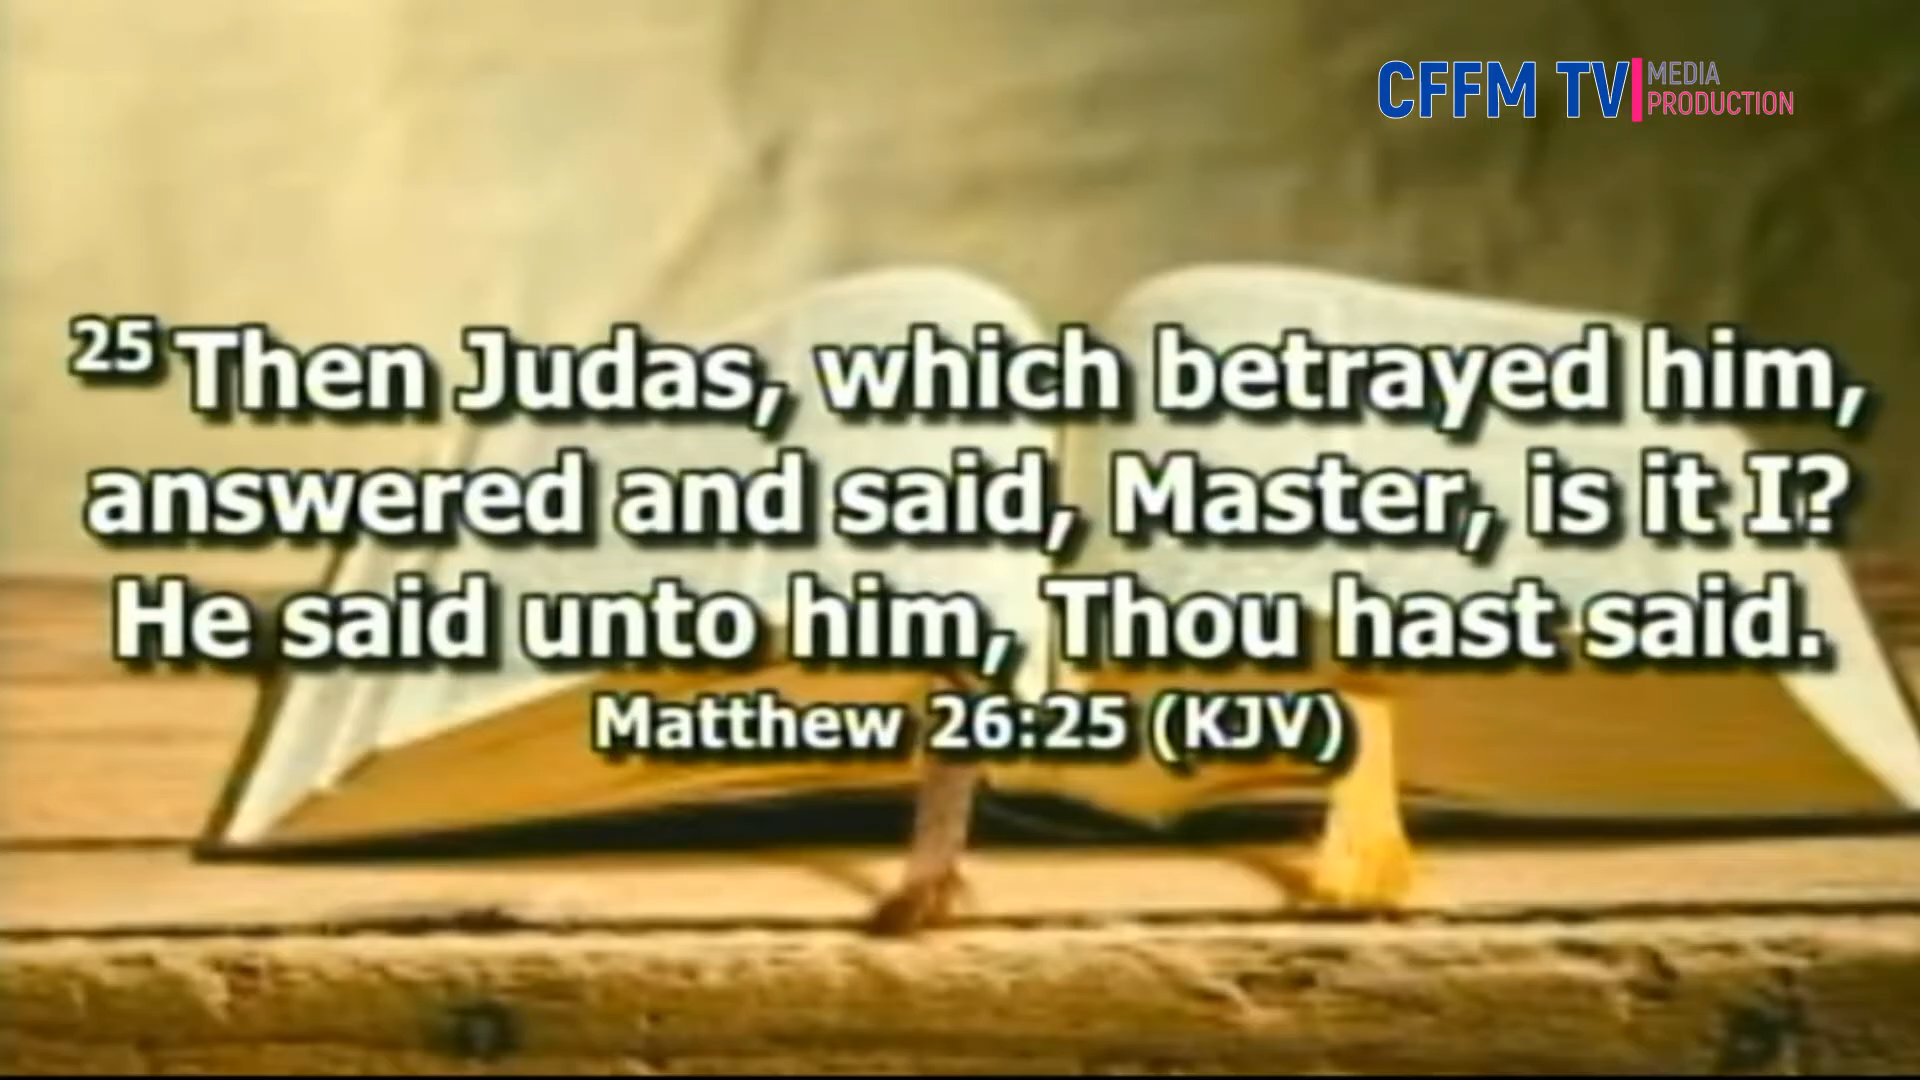 CFFM TV
MEDIA
PRODUCTION
25 Then Judas, which betrayed him,
answered and said, Master, is it I?
He said unto him, Thou hast said.
Matthew 26:25 (KJV)